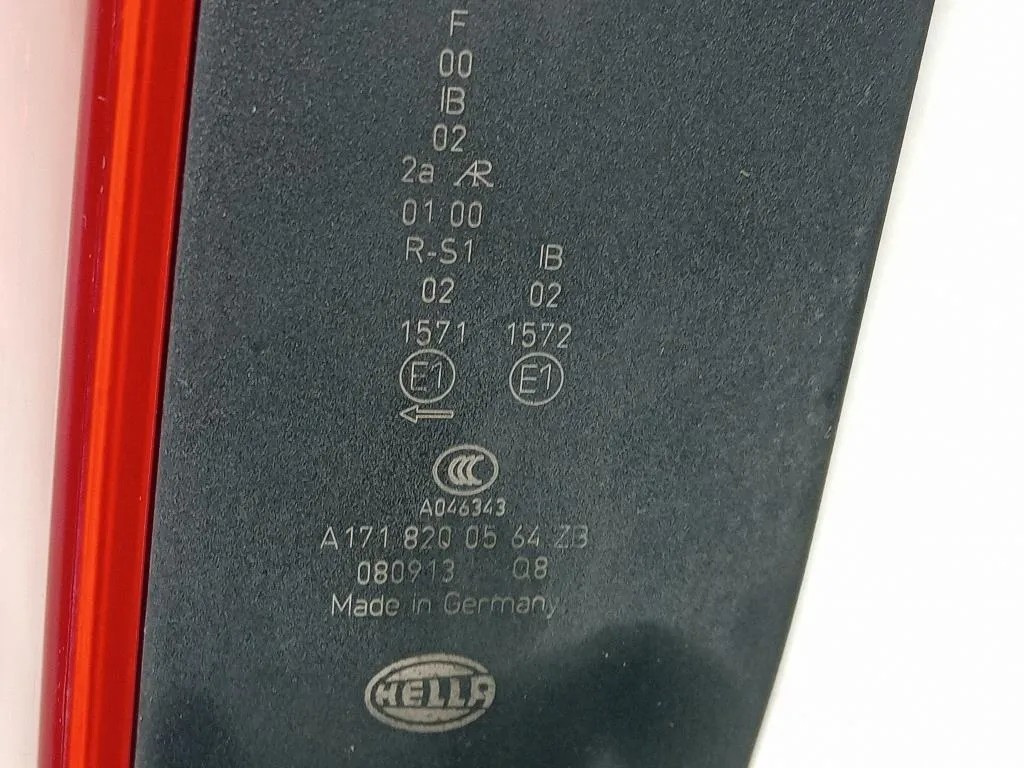 F
00
IB
02
2a AR
01 00
R-S1 IB
02 02
1571 1572
E1 E1
CCC
A046343
A171 820 05 64 ZB
080913 Q8
Made in Germany
HELLA